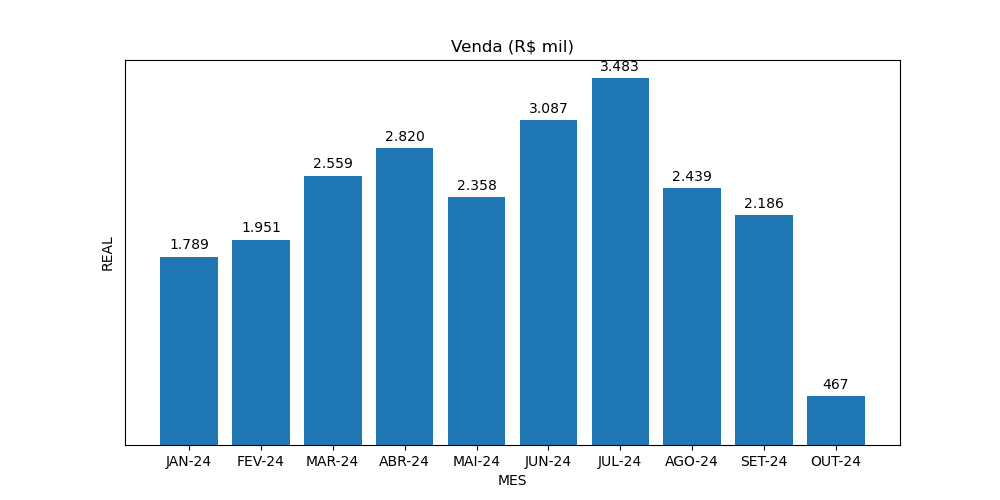 Venda (R$ mil)
3.483
3.087
2.820
2.559
2.439
2.358
2.186
1.951
1.789
467
REAL
JAN-24 FEV-24 MAR-24 ABR-24 MAI-24 JUN-24 JUL-24 AGO-24 SET-24 OUT-24
MES